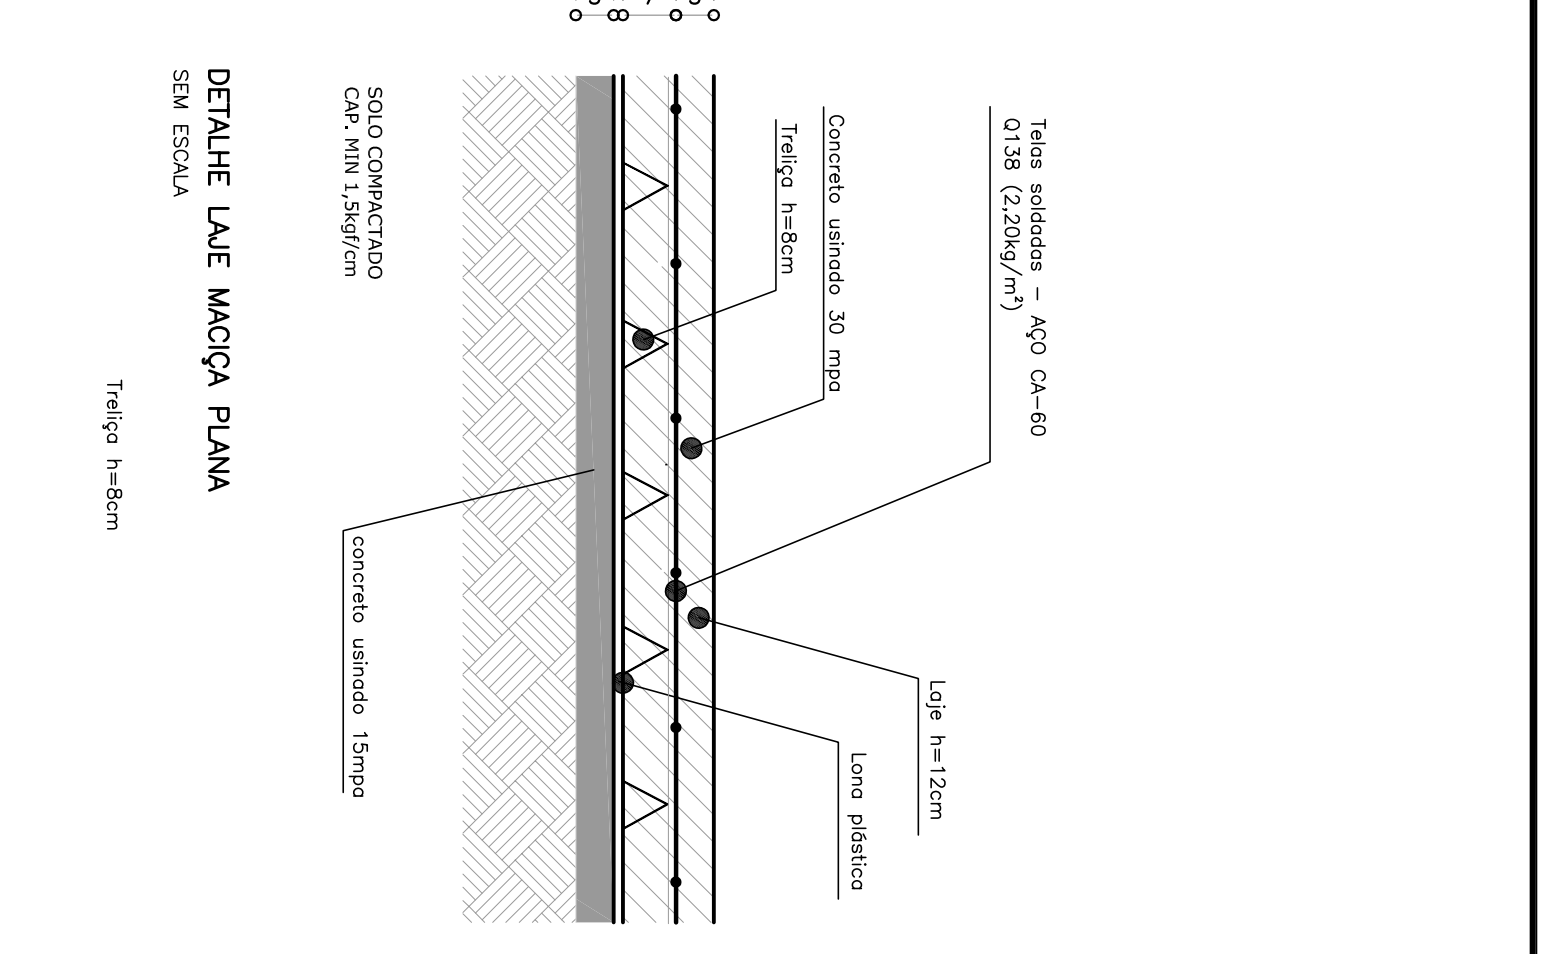 Telas soldadas - AÇO CA-60
Q138 (2,20kg/m²)
Laje h=12cm
Lona plástica
Concreto usinado 30 mpa
Treliça h=8cm
SOLO COMPACTADO
CAP. MIN 1,5kgf/cm
concreto usinado 15mpa
DETALHE LAJE MACIÇA PLANA
SEM ESCALA
Treliça h=8cm